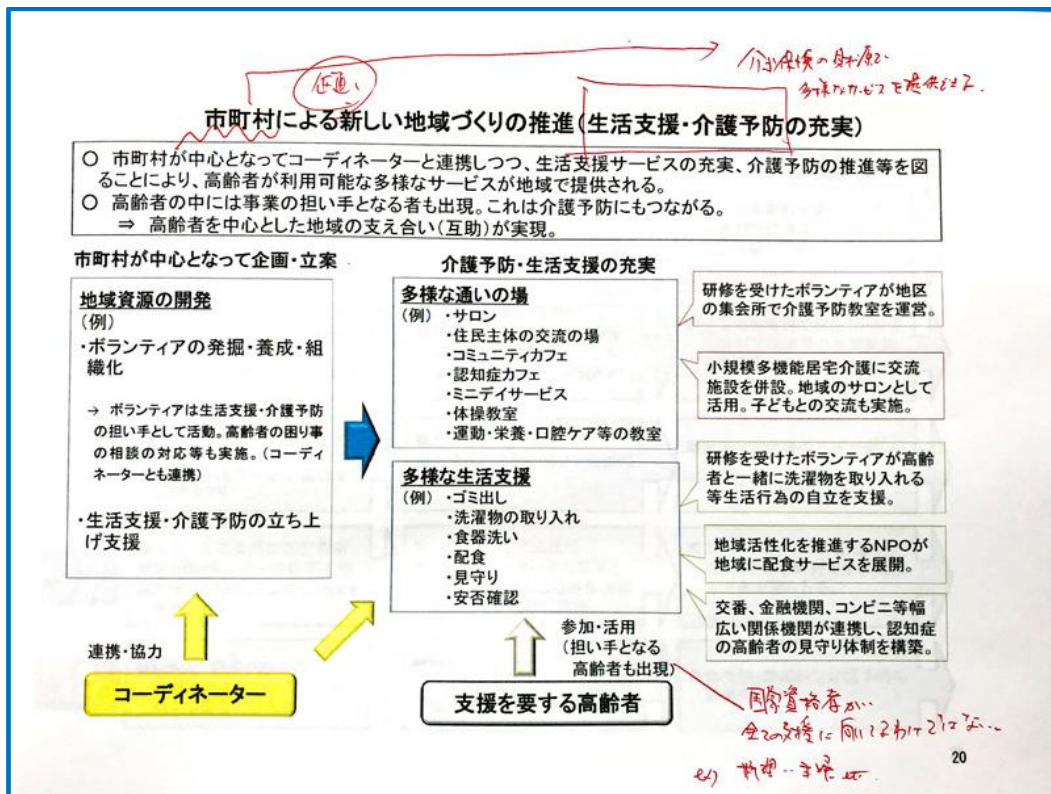 介護保険の財源で
多様なサービスを提供できる
企画
市町村による新しい地域づくりの推進(生活支援・介護予防の充実)
○ 市町村が中心となってコーディネーターと連携しつつ、生活支援サービスの充実、介護予防の推進等を図
ることにより、高齢者が利用可能な多様なサービスが地域で提供される。
○ 高齢者の中には事業の担い手となる者も出現。これは介護予防にもつながる。
⇒ 高齢者を中心とした地域の支え合い(互助)が実現。
市町村が中心となって企画・立案
地域資源の開発
(例)
・ボランティアの発掘・養成・組
織化
→ ボランティアは生活支援・介護予防
の担い手として活動。高齢者の困り事
の相談の対応等も実施。(コーディ
ネーターとも連携)
・生活支援・介護予防の立ち上
げ支援
介護予防・生活支援の充実
多様な通いの場
(例) ・サロン
・住民主体の交流の場
・コミュニティカフェ
・認知症カフェ
・ミニデイサービス
・体操教室
・運動・栄養・口腔ケア等の教室
多様な生活支援
(例) ・ゴミ出し
・洗濯物の取り入れ
・食器洗い
・配食
・見守り
・安否確認
研修を受けたボランティアが地区
の集会所で介護予防教室を運営。
小規模多機能居宅介護に交流
施設を併設。地域のサロンとして
活用。子どもとの交流も実施。
研修を受けたボランティアが高齢
者と一緒に洗濯物を取り入れる
等生活行為の自立を支援。
地域活性化を推進するNPOが
地域に配食サービスを展開。
交番、金融機関、コンビニ等幅
広い関係機関が連携し、認知症
の高齢者の見守り体制を構築。
連携・協力
コーディネーター
参加・活用
(担い手となる
高齢者も出現)
支援を要する高齢者
国家資格者が‥
全ての支援に向いてるわけではない‥
ex) 料理‥主婦 etc
20